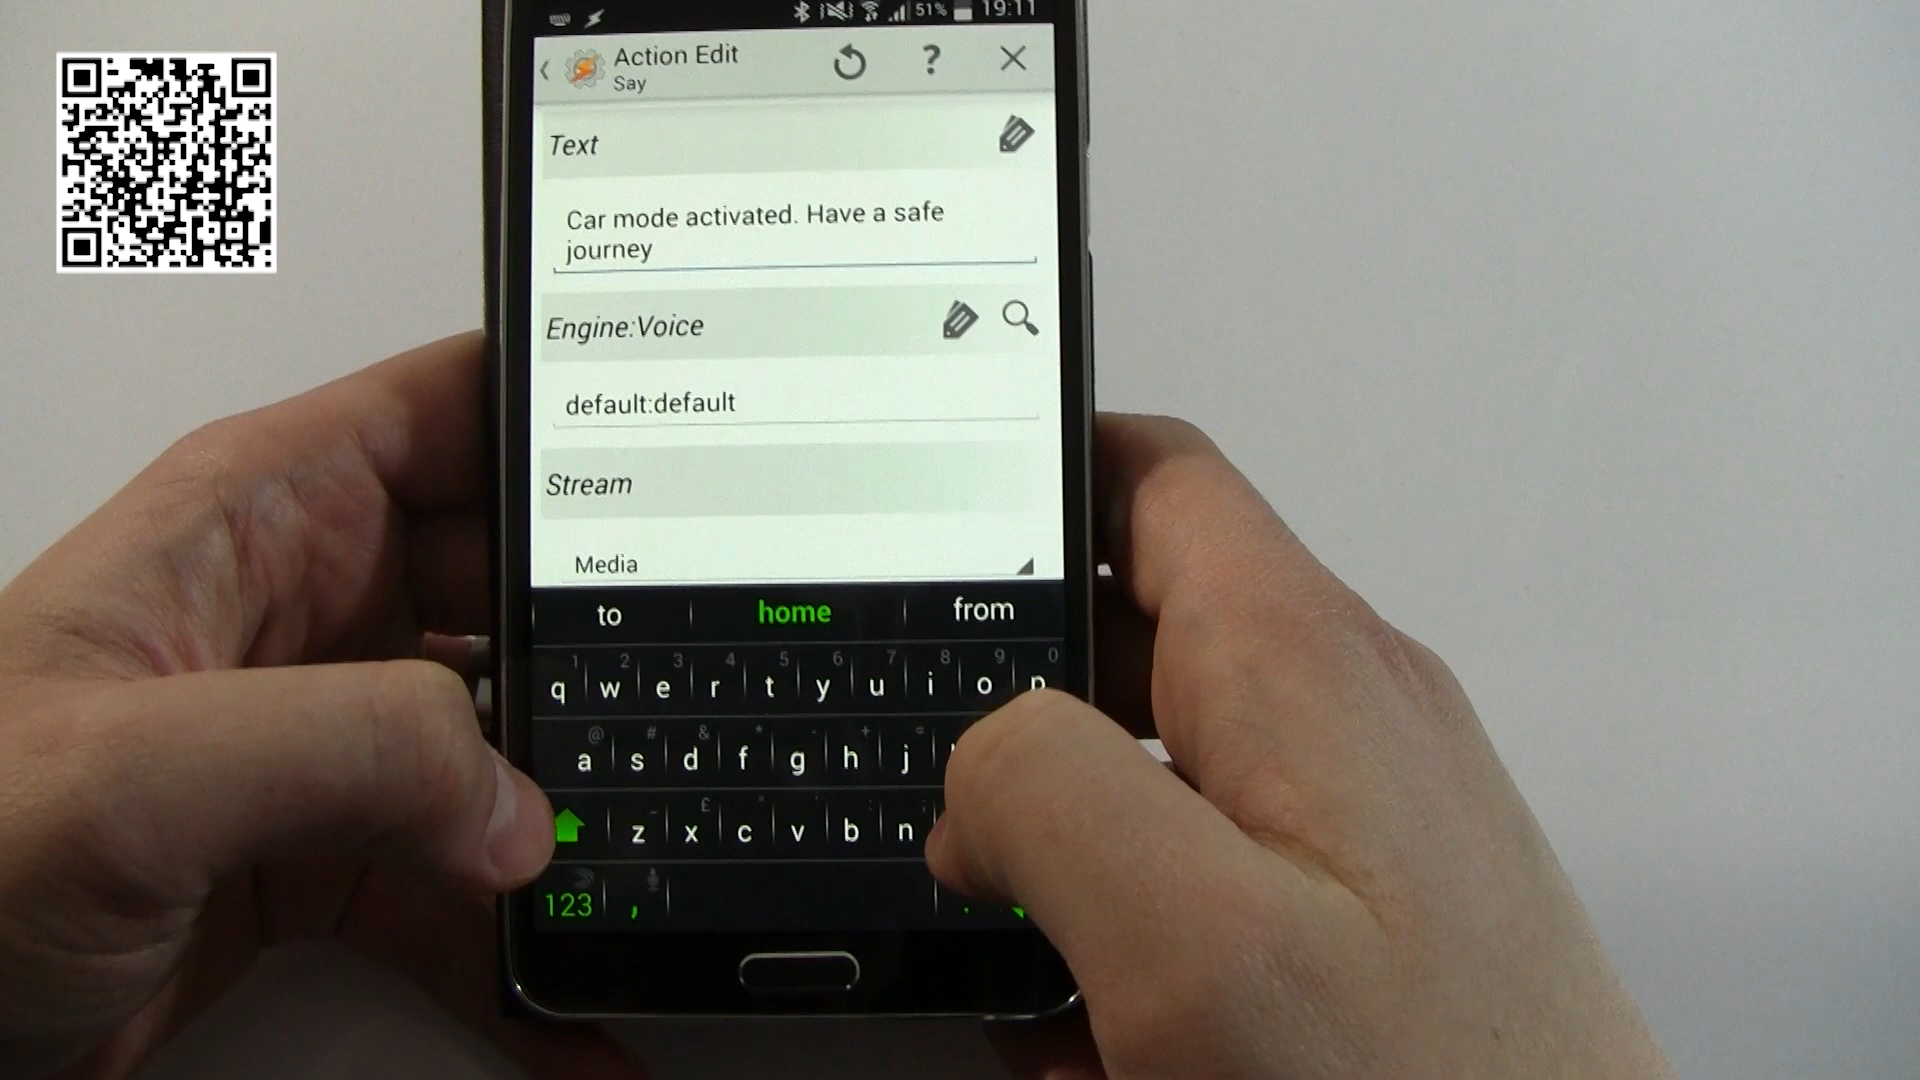 51% 19:11
Action Edit
Say
Text
Car mode activated. Have a safe
journey
Engine:Voice
default:default
Stream
Media
to home from
1 2 3 4 5 6 7 8 9 0
q w e r t y u i o p
@ # & * - + =
a s d f g h j
£
z x c v b n
123 , .